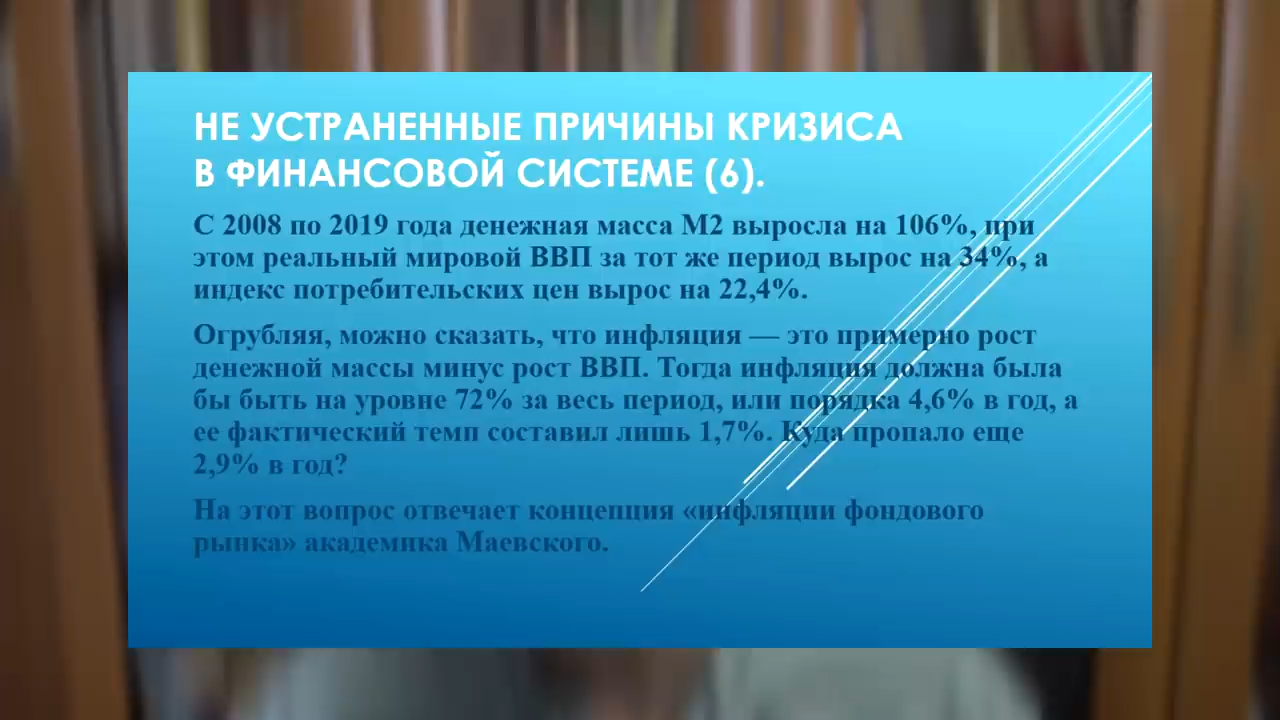 НЕ УСТРАНЕННЫЕ ПРИЧИНЫ КРИЗИСА
В ФИНАНСОВОЙ СИСТЕМЕ (6).
С 2008 по 2019 года денежная масса М2 выросла на 106%, при
этом реальный мировой ВВП за тот же период вырос на 34%, а
индекс потребительских цен вырос на 22,4%.
Огрубляя, можно сказать, что инфляция — это примерно рост
денежной массы минус рост ВВП. Тогда инфляция должна была
бы быть на уровне 72% за весь период, или порядка 4,6% в год, а
ее фактический темп составил лишь 1,7%. Куда пропало еще
2,9% в год?
На этот вопрос отвечает концепция «инфляции фондового
рынка» академика Маевского.